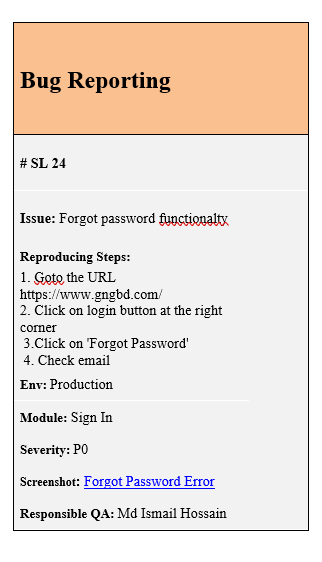 Bug Reporting
# SL 24
Issue: Forgot password functionalty
Reproducing Steps:
1. Goto the URL
https://www.gngbd.com/
2. Click on login button at the right
corner
3.Click on 'Forgot Password'
4. Check email
Env: Production
Module: Sign In
Severity: P0
Screenshot: Forgot Password Error
Responsible QA: Md Ismail Hossain